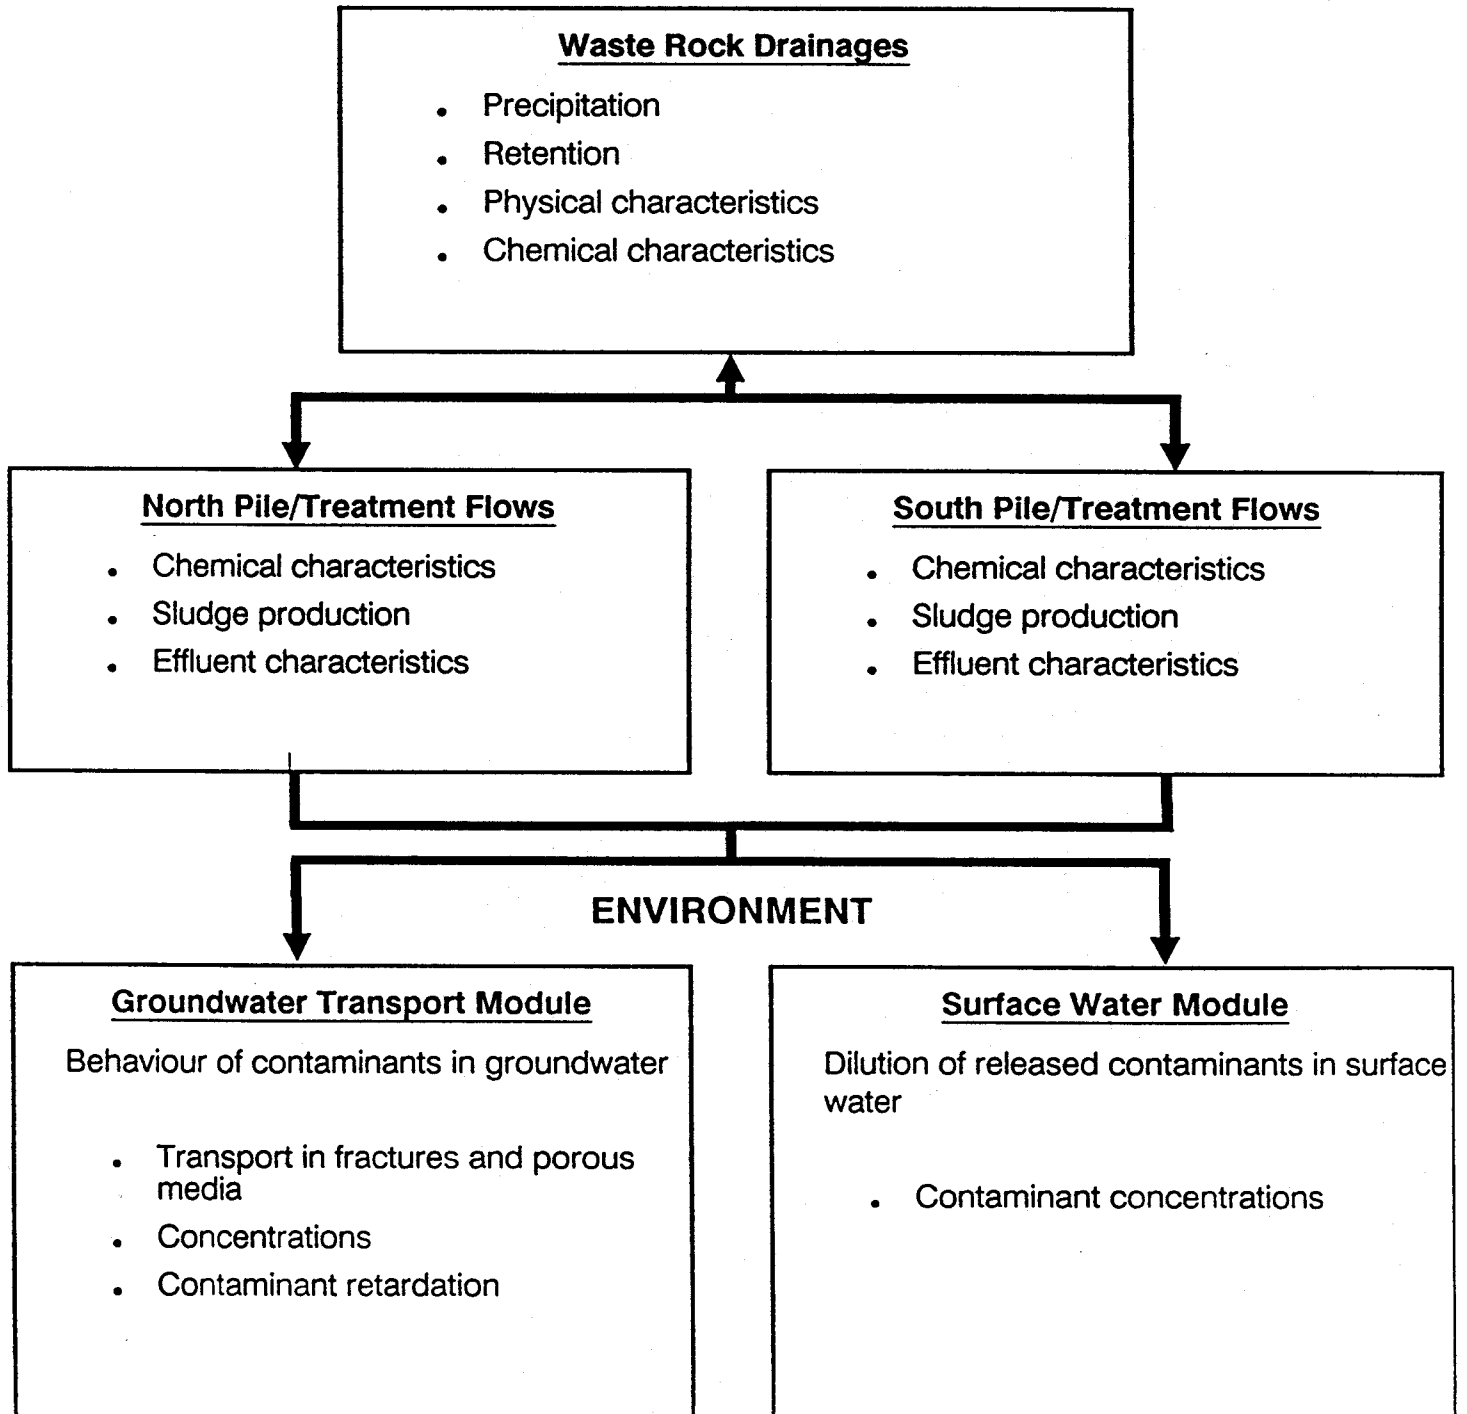 Waste Rock Drainages
• Precipitation
• Retention
• Physical characteristics
• Chemical characteristics
North Pile/Treatment Flows
• Chemical characteristics
• Sludge production
• Effluent characteristics
South Pile/Treatment Flows
• Chemical characteristics
• Sludge production
• Effluent characteristics
ENVIRONMENT
Groundwater Transport Module
Behaviour of contaminants in groundwater
• Transport in fractures and porous
media
• Concentrations
• Contaminant retardation
Surface Water Module
Dilution of released contaminants in surface
water
• Contaminant concentrations